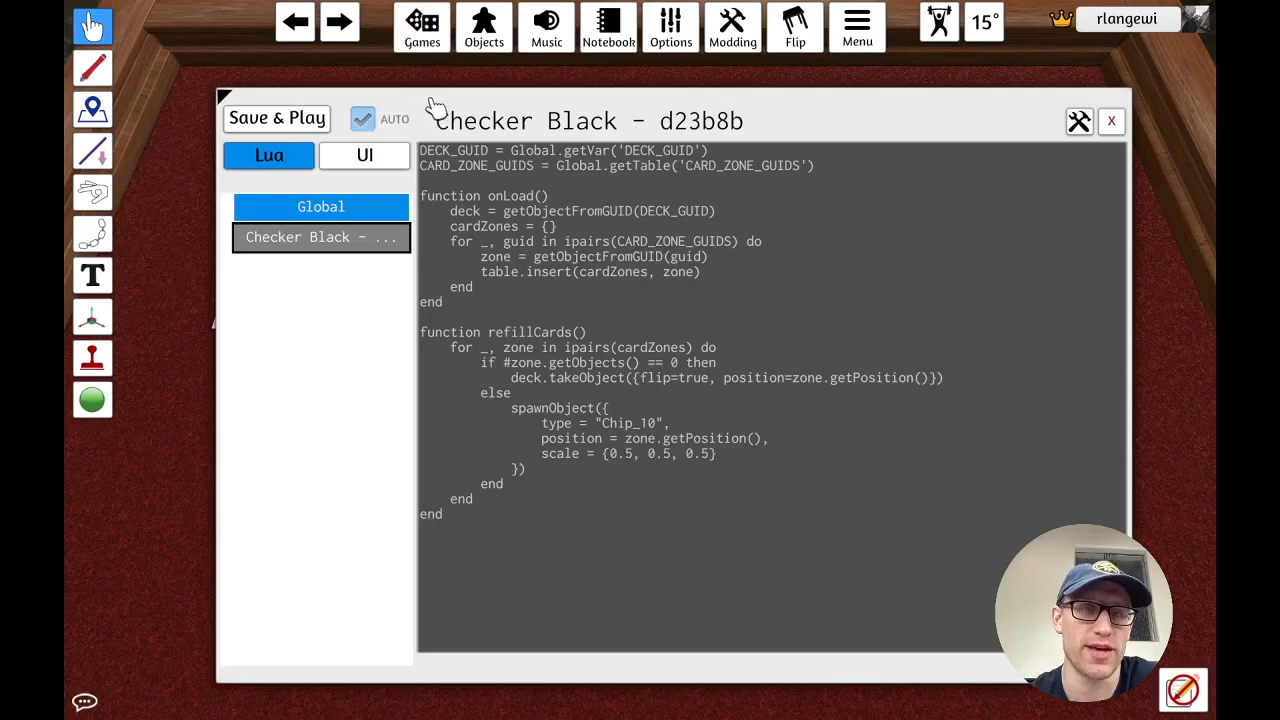 Games
Objects
Music
Notebook
Options
Modding
Flip
Menu
15°
rlangewi
Save & Play
AUTO
Checker Black - d23b8b
X
Lua
UI
Global
Checker Black - ...
DECK_GUID = Global.getVar('DECK_GUID')
CARD_ZONE_GUIDS = Global.getTable('CARD_ZONE_GUIDS')
function onLoad()
deck = getObjectFromGUID(DECK_GUID)
cardZones = {}
for _, guid in ipairs(CARD_ZONE_GUIDS) do
zone = getObjectFromGUID(guid)
table.insert(cardZones, zone)
end
end
function refillCards()
for _, zone in ipairs(cardZones) do
if #zone.getObjects() == 0 then
deck.takeObject({flip=true, position=zone.getPosition()})
else
spawnObject({
type = "Chip_10",
position = zone.getPosition(),
scale = {0.5, 0.5, 0.5}
})
end
end
end
T